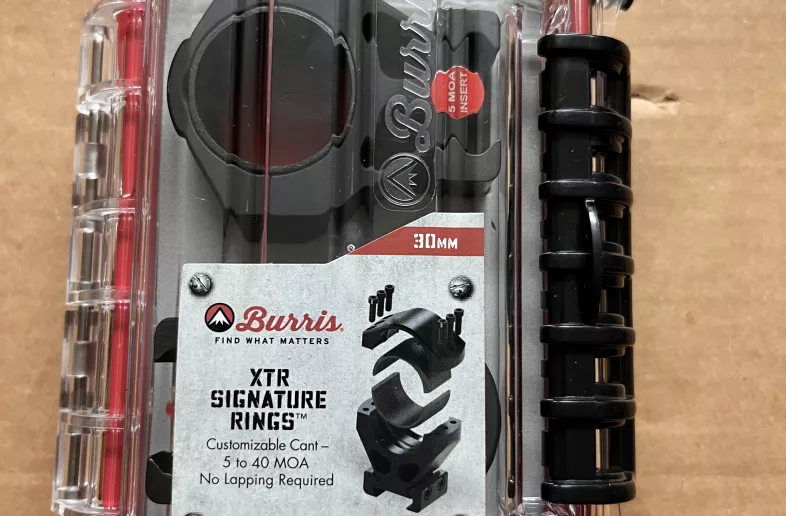 Burris
5 MOA
INSERT
30MM
Burris®
FIND WHAT MATTERS
XTR
SIGNATURE
RINGS™
Customizable Cant –
5 to 40 MOA
No Lapping Required